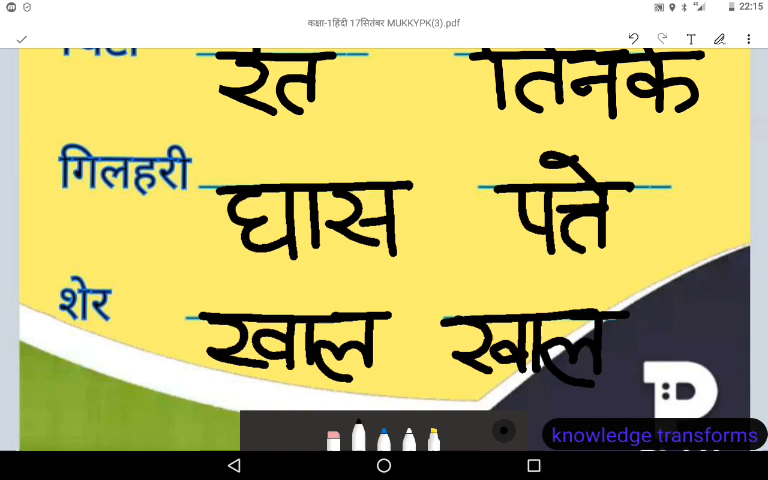 22:15
कक्षा-1हिंदी 17सितंबर MUKKYPK(3).pdf
रेत तिनके
गिलहरी घास पत्ते
शेर खाल खाल
knowledge transforms